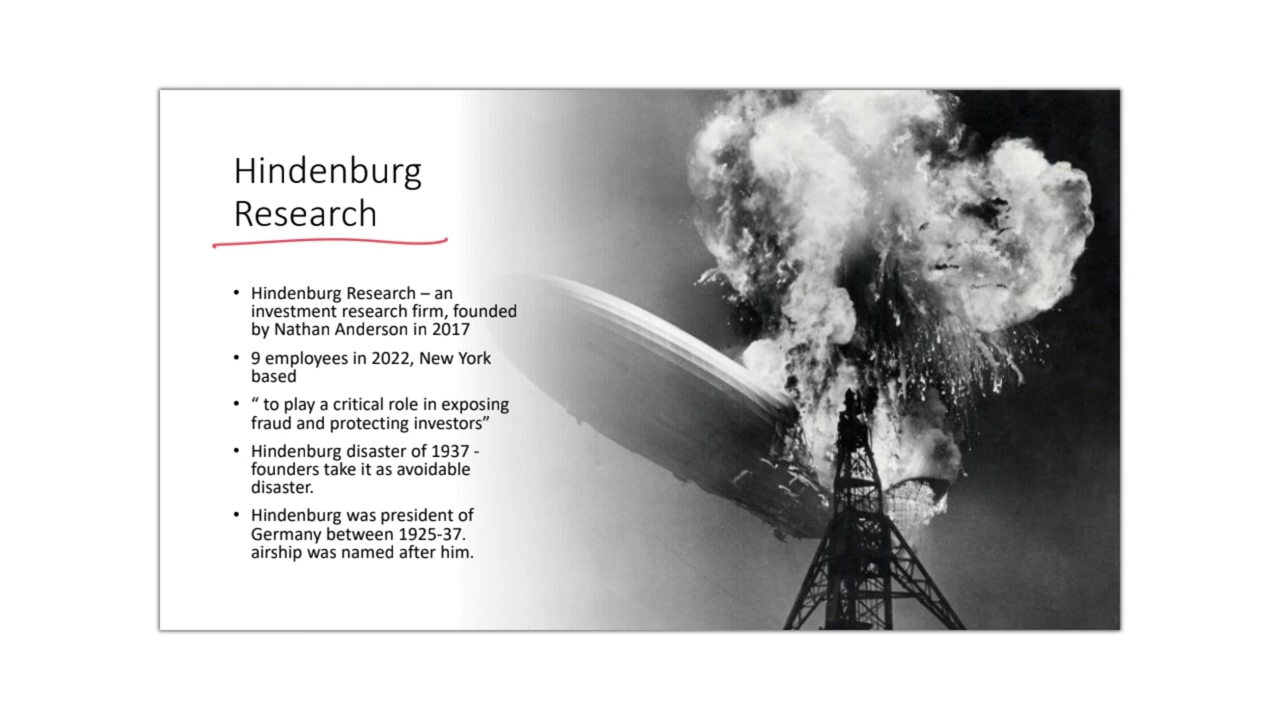 Hindenburg
Research
• Hindenburg Research – an
investment research firm, founded
by Nathan Anderson in 2017
• 9 employees in 2022, New York
based
• “ to play a critical role in exposing
fraud and protecting investors”
• Hindenburg disaster of 1937 -
founders take it as avoidable
disaster.
• Hindenburg was president of
Germany between 1925-37.
airship was named after him.